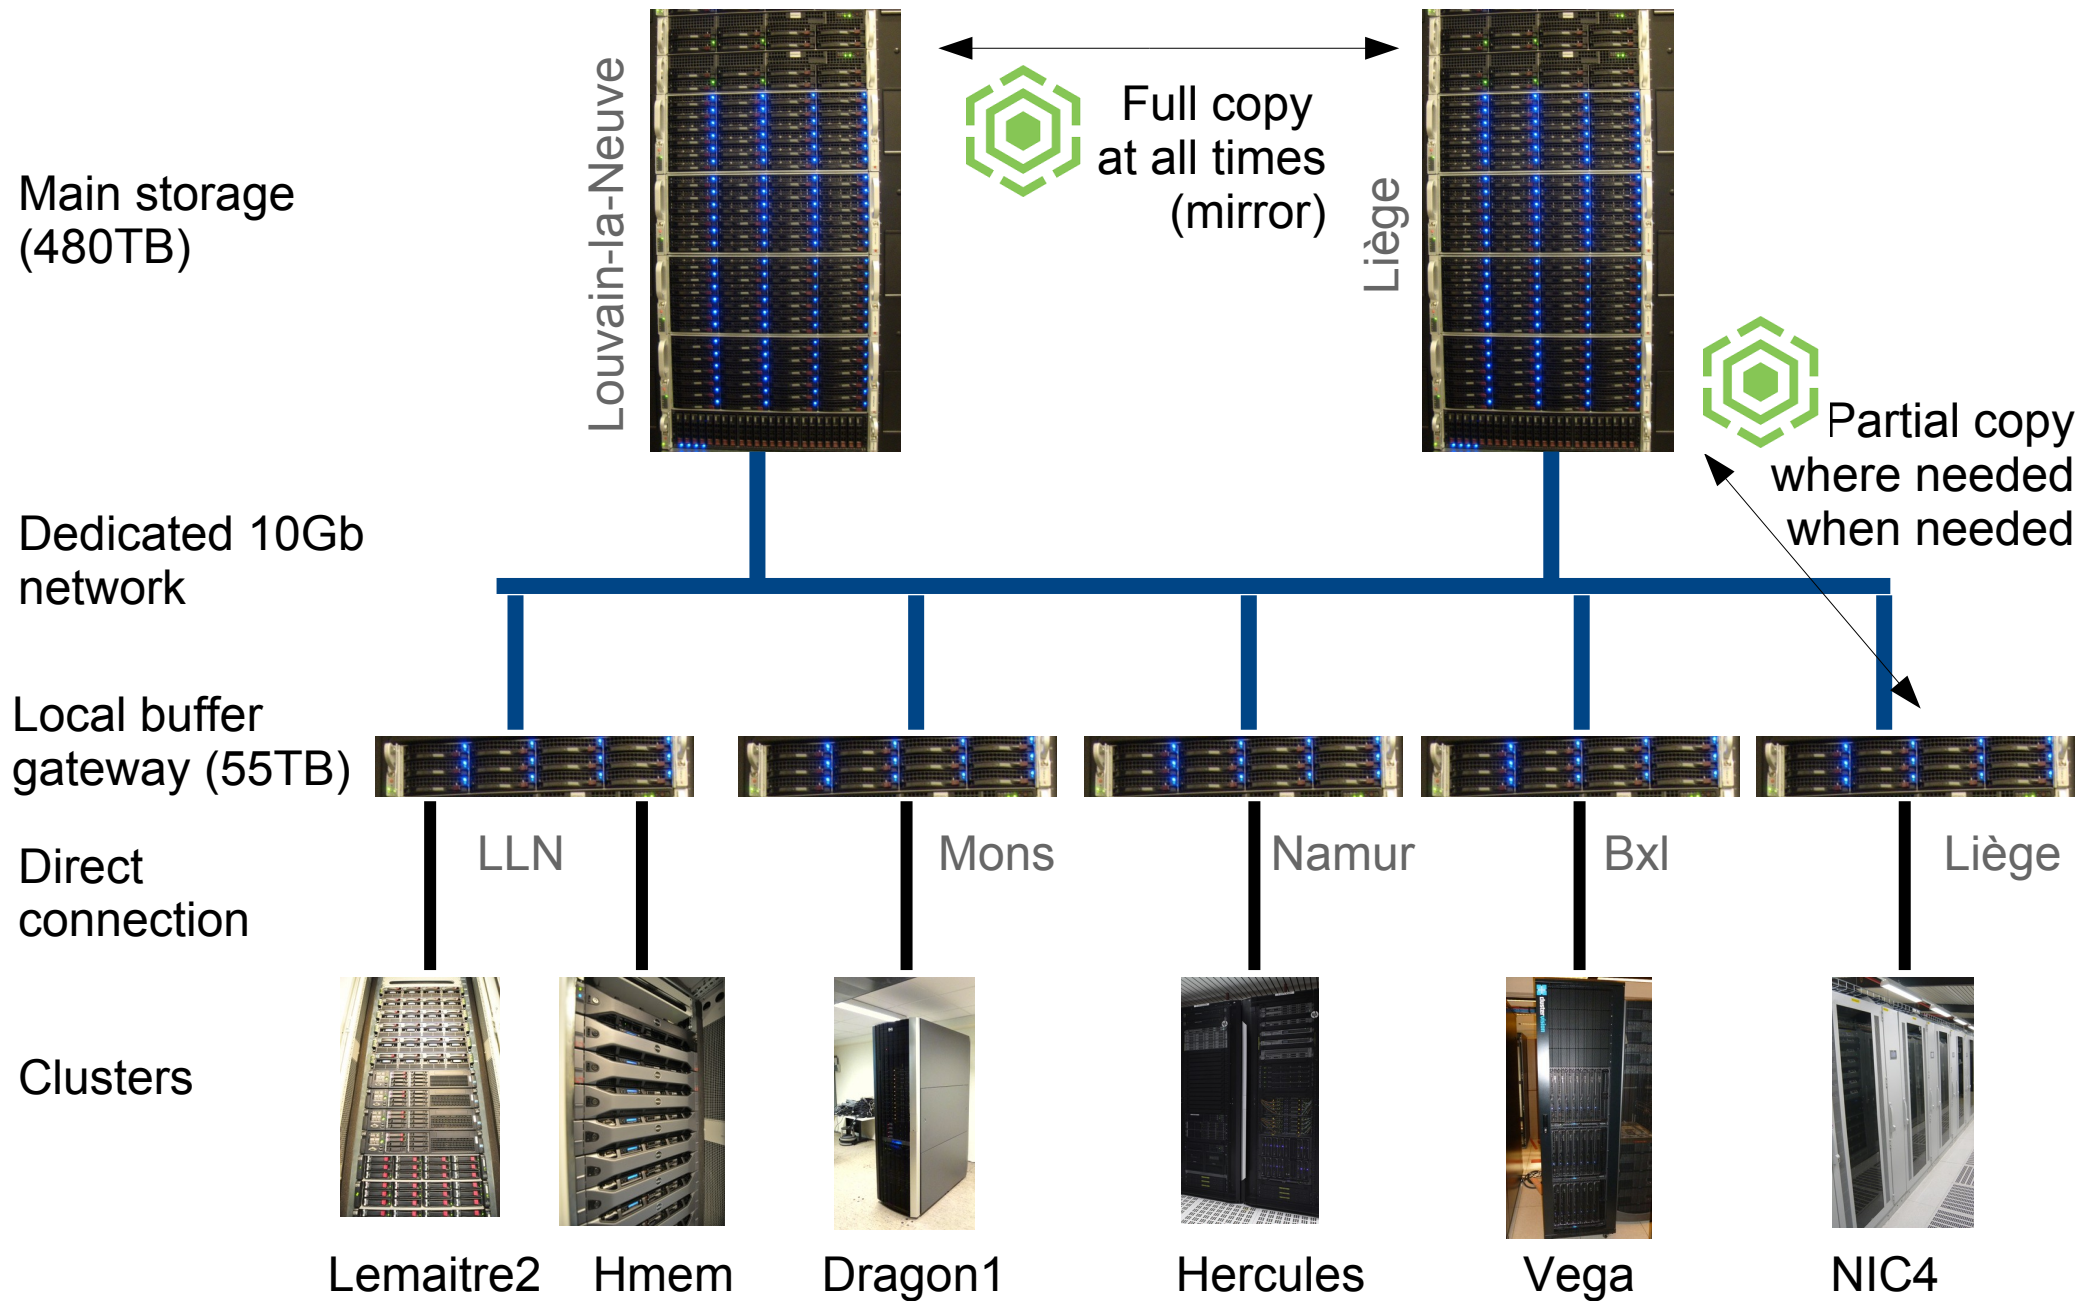 Louvain-la-Neuve
Full copy
at all times
(mirror)
Liège
Main storage
(480TB)
Partial copy
where needed
when needed
Dedicated 10Gb
network
Local buffer
gateway (55TB)
LLN
Mons
Namur
Bxl
Liège
Direct
connection
clustervision
Clusters
Lemaitre2
Hmem
Dragon1
Hercules
Vega
NIC4